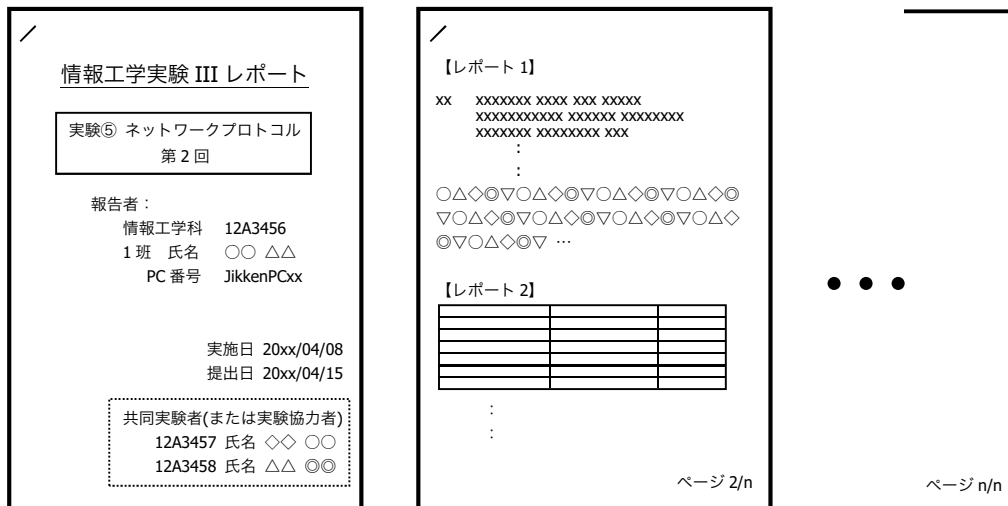 情報工学実験 III レポート
実験⑤ ネットワークプロトコル
第 2 回
報告者：
情報工学科 12A3456
1 班 氏名 ○○ △△
PC 番号 JikkenPCxx
実施日 20xx/04/08
提出日 20xx/04/15
共同実験者(または実験協力者)
12A3457 氏名 ◇◇ ○○
12A3458 氏名 △△ ◎◎
【レポート 1】
xx xxxxxxx xxxx xxx xxxxx
xxxxxxxxxxx xxxxxx xxxxxxxx
xxxxxxx xxxxxxxx xxx
：
：
○△◇◎▽○△◇◎▽○△◇◎▽○△◇◎
▽○△◇◎▽○△◇◎▽○△◇◎▽○△◇
◎▽○△◇◎▽ …
【レポート 2】
：
：
ページ 2/n
● ● ●
ページ n/n